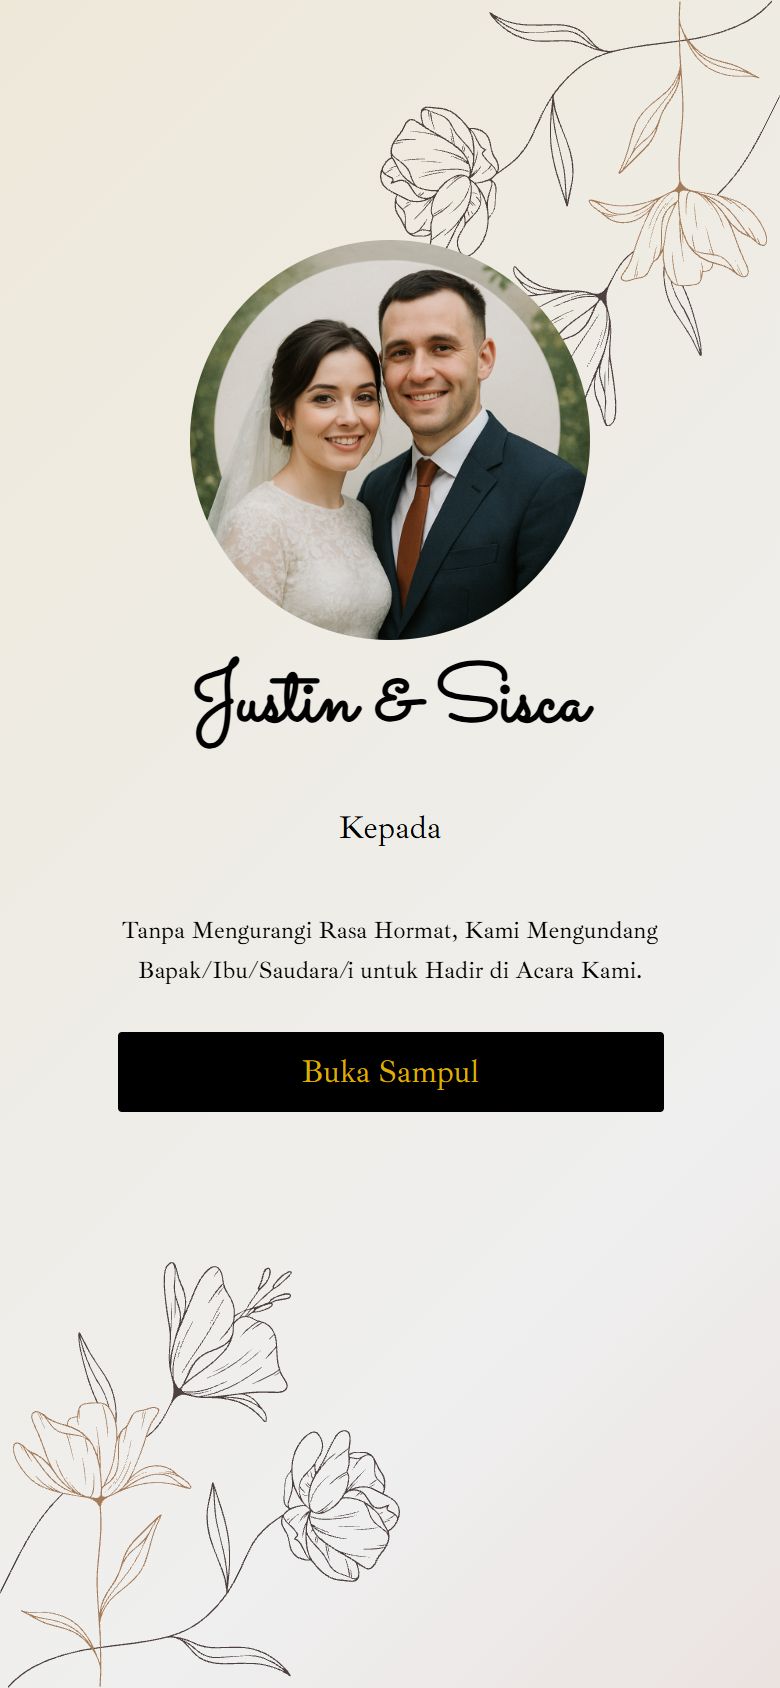 Justin & Sisca
Kepada
Tanpa Mengurangi Rasa Hormat, Kami Mengundang
Bapak/Ibu/Saudara/i untuk Hadir di Acara Kami.
Buka Sampul